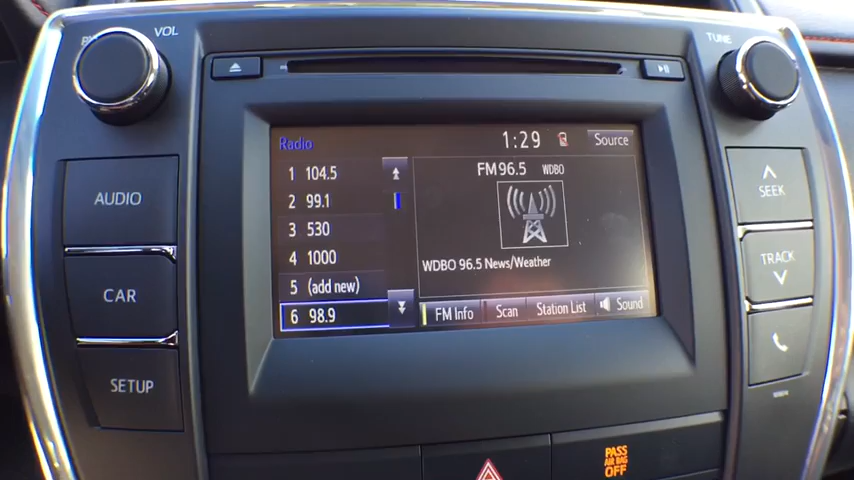 VOL
TUNE
AUDIO
CAR
SETUP
Radio
1:29
Source
1 104.5
2 99.1
3 530
4 1000
5 (add new)
6 98.9
FM 96.5 WDBO
WDBO 96.5 News/Weather
FM Info
Scan
Station List
Sound
SEEK
TRACK
PASS
AIR BAG
OFF